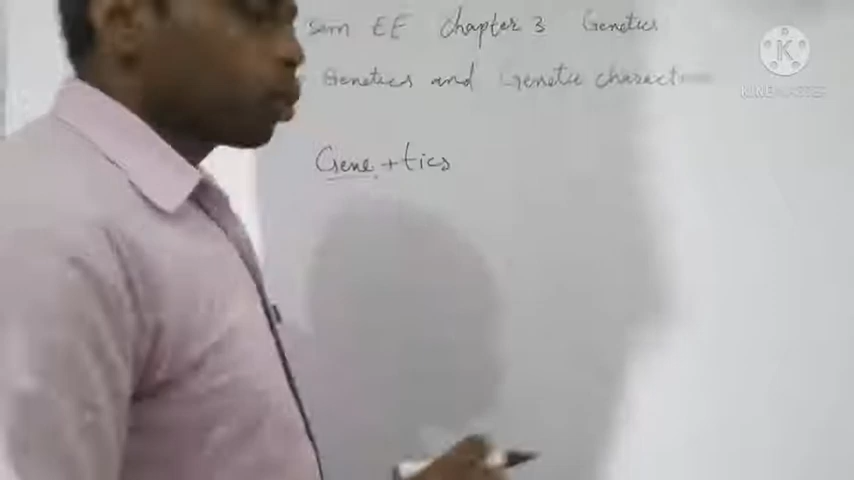 sem EE Chapter 3 Genetics
Genetics and Genetic
Gene + tics
K